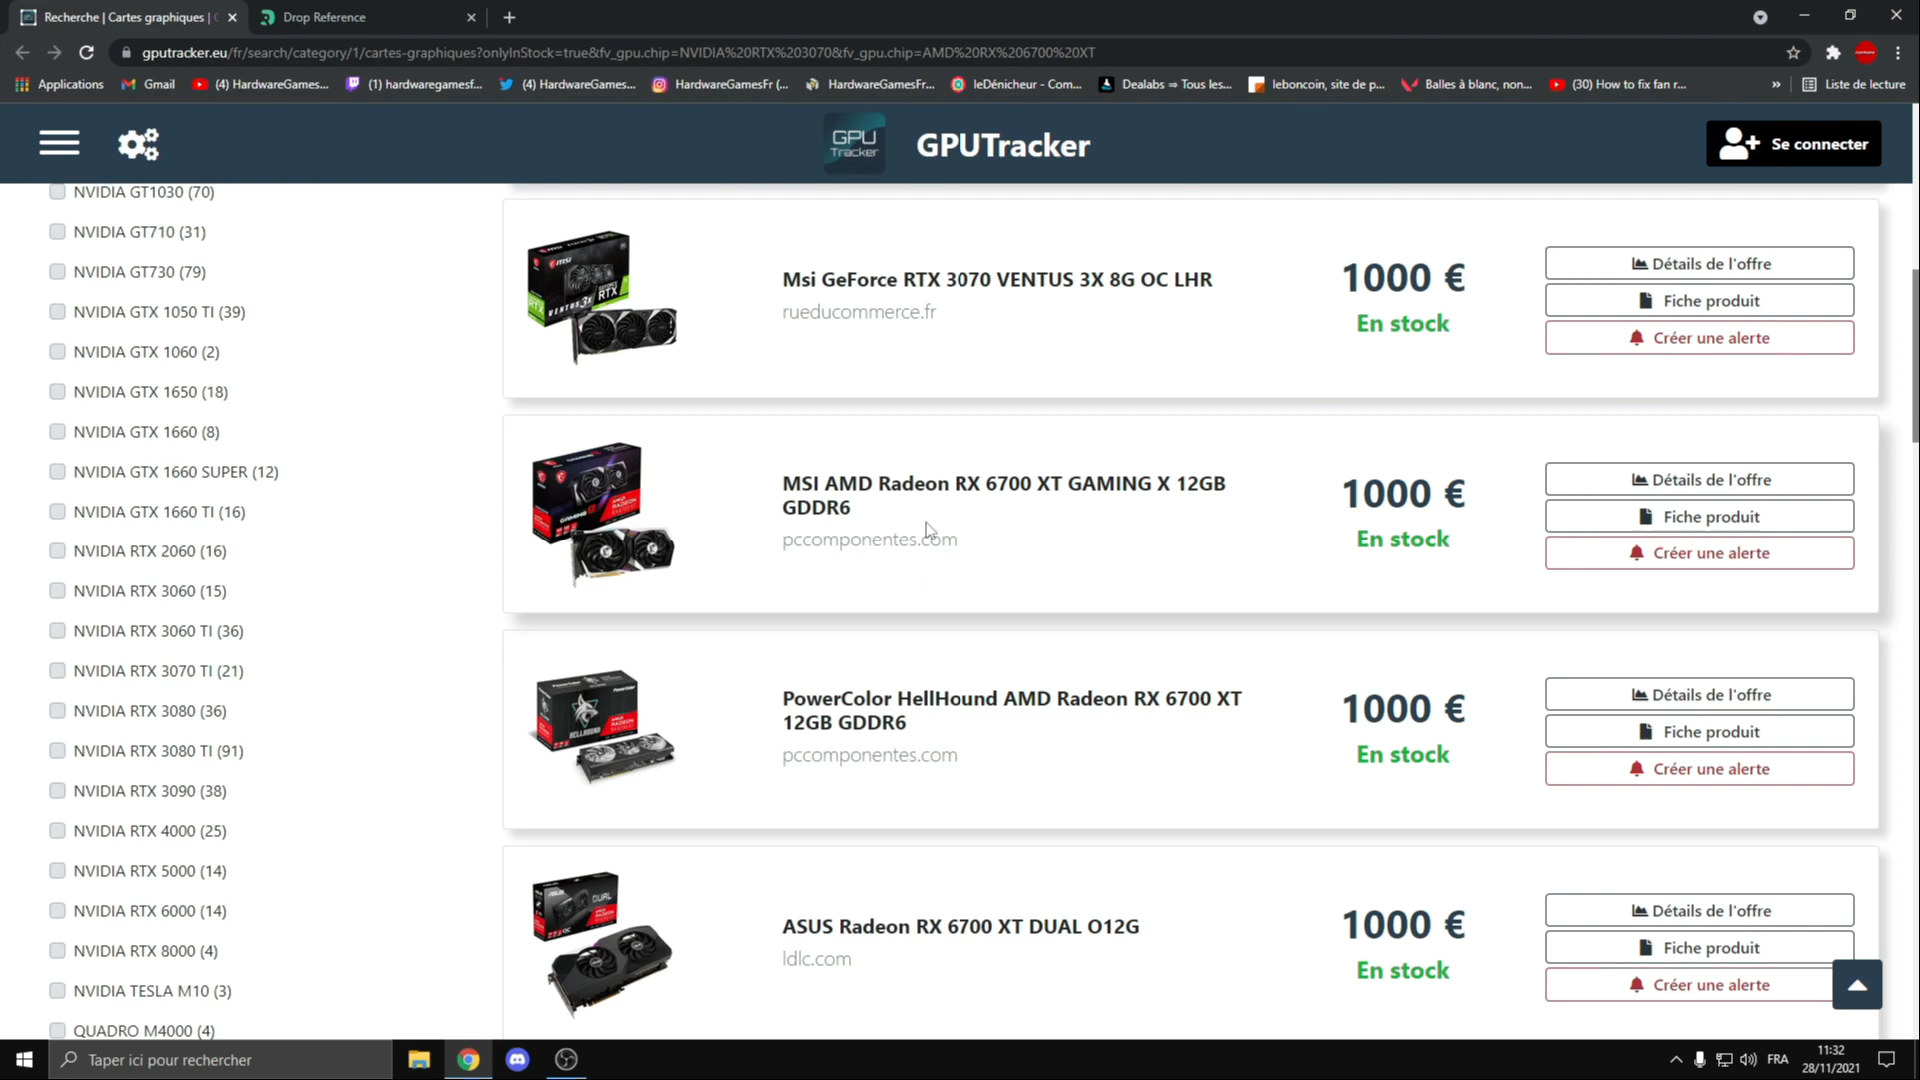 Recherche | Cartes graphiques |
Drop Reference
gputracker.eu/fr/search/category/1/cartes-graphiques?onlyInStock=true&fv_gpu.chip=NVIDIA%20RTX%203070&fv_gpu.chip=AMD%20RX%206700%20XT
Applications
Gmail
(4) HardwareGames...
(1) hardwaregamesf...
(4) HardwareGames...
HardwareGamesFr (...
HardwareGamesFr...
leDénicheur - Com...
Dealabs ⇒ Tous les...
leboncoin, site de p...
Balles à blanc, non...
(30) How to fix fan r...
»
Liste de lecture
GPU
Tracker
GPUTracker
Se connecter
NVIDIA GT1030 (70)
NVIDIA GT710 (31)
NVIDIA GT730 (79)
NVIDIA GTX 1050 TI (39)
NVIDIA GTX 1060 (2)
NVIDIA GTX 1650 (18)
NVIDIA GTX 1660 (8)
NVIDIA GTX 1660 SUPER (12)
NVIDIA GTX 1660 TI (16)
NVIDIA RTX 2060 (16)
NVIDIA RTX 3060 (15)
NVIDIA RTX 3060 TI (36)
NVIDIA RTX 3070 TI (21)
NVIDIA RTX 3080 (36)
NVIDIA RTX 3080 TI (91)
NVIDIA RTX 3090 (38)
NVIDIA RTX 4000 (25)
NVIDIA RTX 5000 (14)
NVIDIA RTX 6000 (14)
NVIDIA RTX 8000 (4)
NVIDIA TESLA M10 (3)
QUADRO M4000 (4)
msi
RTX
VENTUS 3X
RTX
Msi GeForce RTX 3070 VENTUS 3X 8G OC LHR
rueducommerce.fr
1000 €
En stock
Détails de l'offre
Fiche produit
Créer une alerte
MSI AMD Radeon RX 6700 XT GAMING X 12GB
GDDR6
pccomponentes.com
1000 €
En stock
Détails de l'offre
Fiche produit
Créer une alerte
HELLHOUND
PowerColor HellHound AMD Radeon RX 6700 XT
12GB GDDR6
pccomponentes.com
1000 €
En stock
Détails de l'offre
Fiche produit
Créer une alerte
DUAL
ASUS Radeon RX 6700 XT DUAL O12G
ldlc.com
1000 €
En stock
Détails de l'offre
Fiche produit
Créer une alerte
Taper ici pour rechercher
FRA
11:32
28/11/2021